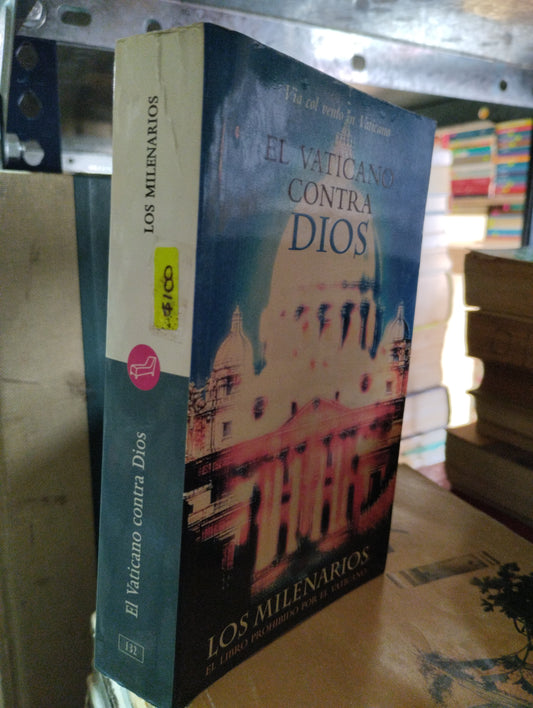 Via col vento in Vaticano
EL VATICANO
CONTRA
DIOS
LOS MILENARIOS
EL LIBRO PROHIBIDO POR EL VATICANO
LOS MILENARIOS
$100
El Vaticano contra Dios
132